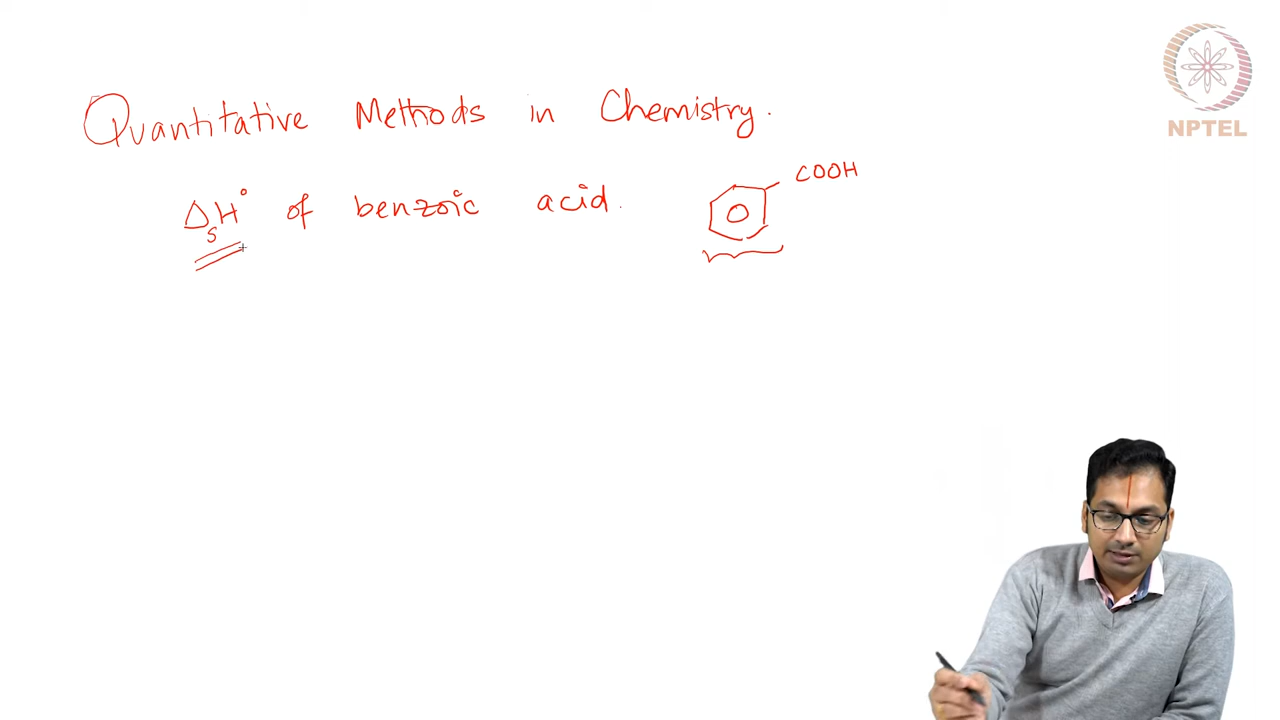 Quantitative Methods in Chemistry.
ΔₛH° of benzoic acid.
COOH
NPTEL